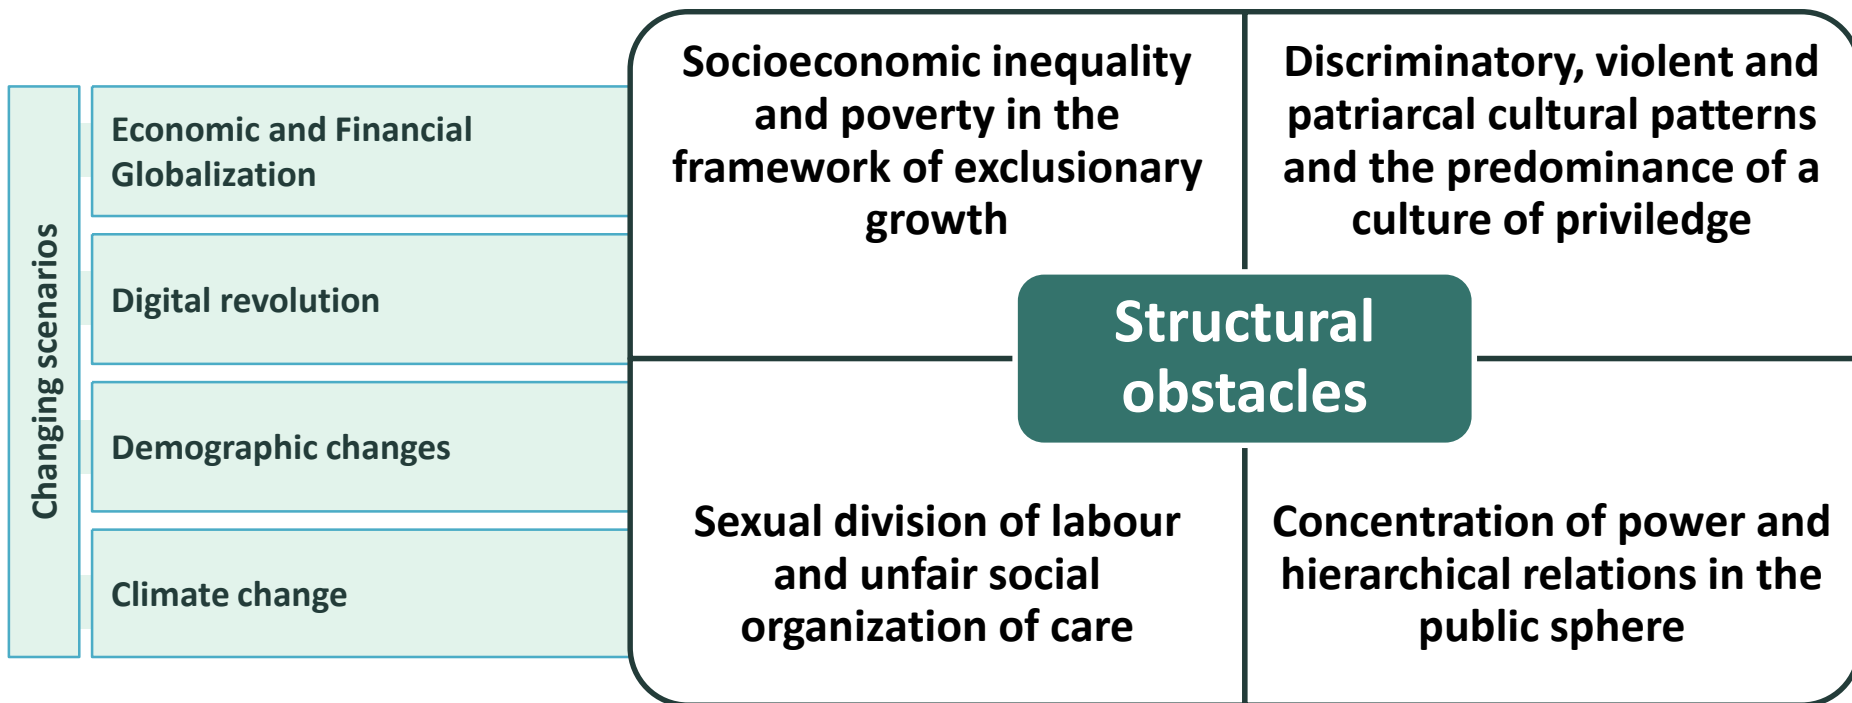 Changing scenarios
Economic and Financial
Globalization
Digital revolution
Demographic changes
Climate change
Socioeconomic inequality
and poverty in the
framework of exclusionary
growth
Discriminatory, violent and
patriarcal cultural patterns
and the predominance of a
culture of priviledge
Structural
obstacles
Sexual division of labour
and unfair social
organization of care
Concentration of power and
hierarchical relations in the
public sphere